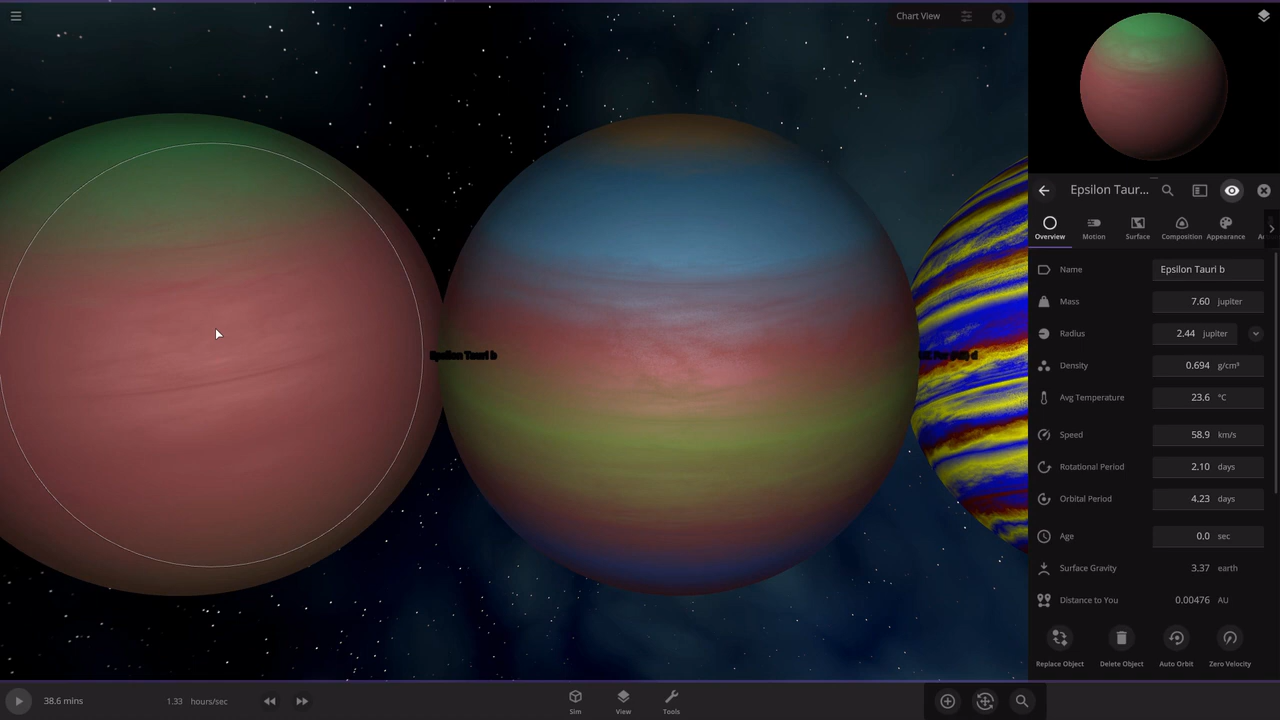 Chart View
Epsilon Taur...
Overview
Motion
Surface
Composition
Appearance
Name Epsilon Tauri b
Mass 7.60 jupiter
Radius 2.44 jupiter
Density 0.694 g/cm³
Avg Temperature 23.6 °C
Speed 58.9 km/s
Rotational Period 2.10 days
Orbital Period 4.23 days
Age 0.0 sec
Surface Gravity 3.37 earth
Distance to You 0.00476 AU
Replace Object
Delete Object
Auto Orbit
Zero Velocity
Epsilon Tauri b
38.6 mins
1.33 hours/sec
Sim
View
Tools